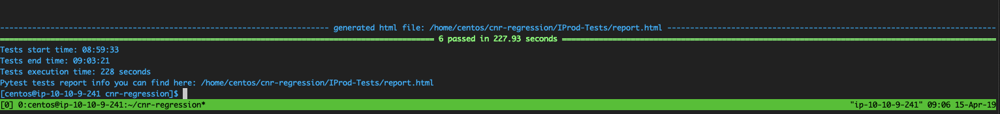 ------------------------------------------------------------------------ generated html file: /home/centos/cnr-regression/IProd-Tests/report.html ------------------------------------------------------------------------
=============================================================================================== 6 passed in 227.93 seconds ===============================================================================================
Tests start time: 08:59:33
Tests end time: 09:03:21
Tests execution time: 228 seconds
Pytest tests report info you can find here: /home/centos/cnr-regression/IProd-Tests/report.html
[centos@ip-10-10-9-241 cnr-regression]$
[0] 0:centos@ip-10-10-9-241:~/cnr-regression* "ip-10-10-9-241" 09:06 15-Apr-19